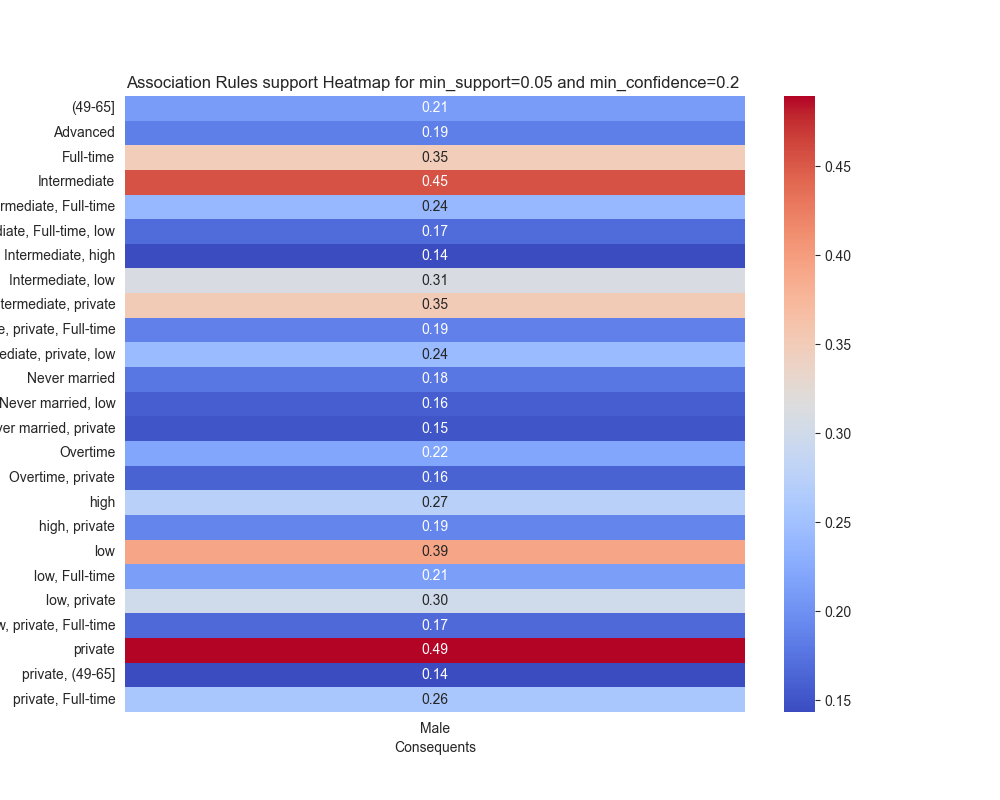 Association Rules support Heatmap for min_support=0.05 and min_confidence=0.2
(49-65] 0.21
Advanced 0.19
Full-time 0.35
Intermediate 0.45
rmediate, Full-time 0.24
diate, Full-time, low 0.17
Intermediate, high 0.14
Intermediate, low 0.31
termediate, private 0.35
e, private, Full-time 0.19
ediate, private, low 0.24
Never married 0.18
Never married, low 0.16
ver married, private 0.15
Overtime 0.22
Overtime, private 0.16
high 0.27
high, private 0.19
low 0.39
low, Full-time 0.21
low, private 0.30
w, private, Full-time 0.17
private 0.49
private, (49-65] 0.14
private, Full-time 0.26
Male
Consequents
0.45
0.40
0.35
0.30
0.25
0.20
0.15